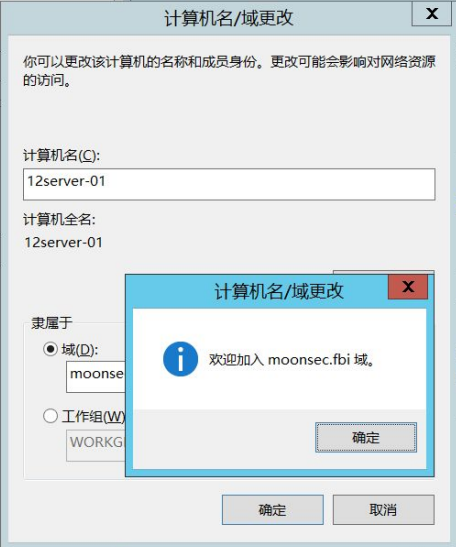 计算机名/域更改
X
你可以更改该计算机的名称和成员身份。更改可能会影响对网络资源
的访问。
计算机名(C):
12server-01
计算机全名:
12server-01
计算机名/域更改
X
隶属于
域(D):
欢迎加入 moonsec.fbi 域。
moonse
工作组(W)
确定
WORKG
确定
取消